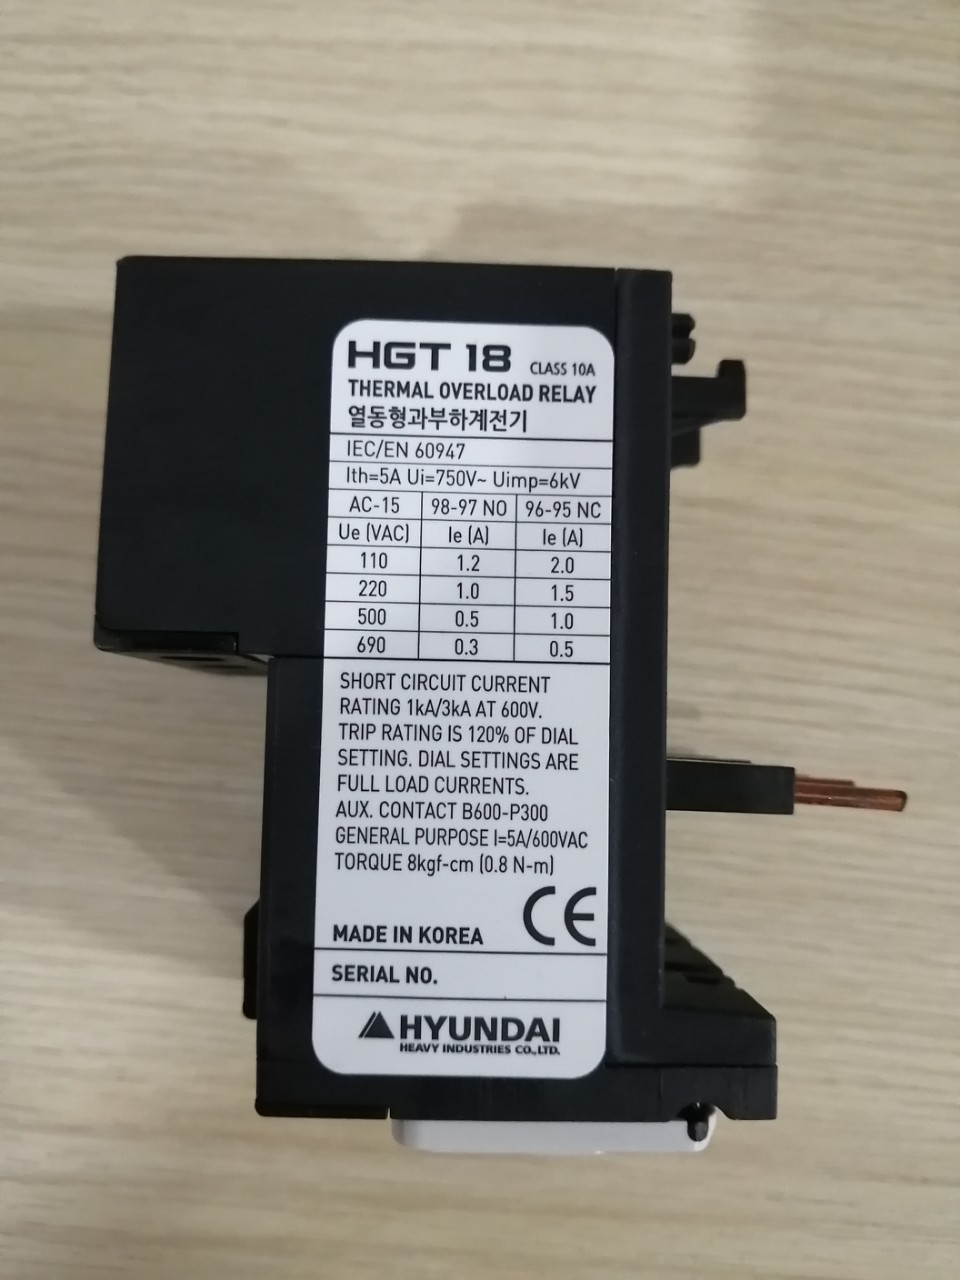 HGT 18 CLASS 10A
THERMAL OVERLOAD RELAY
열동형과부하계전기
IEC/EN 60947
Ith=5A Ui=750V~ Uimp=6kV
AC-15 98-97 NO 96-95 NC
Ue (VAC) Ie (A) Ie (A)
110 1.2 2.0
220 1.0 1.5
500 0.5 1.0
690 0.3 0.5
SHORT CIRCUIT CURRENT
RATING 1kA/3kA AT 600V.
TRIP RATING IS 120% OF DIAL
SETTING. DIAL SETTINGS ARE
FULL LOAD CURRENTS.
AUX. CONTACT B600-P300
GENERAL PURPOSE I=5A/600VAC
TORQUE 8kgf-cm (0.8 N-m)
CE
MADE IN KOREA
SERIAL NO.
HYUNDAI
HEAVY INDUSTRIES CO.,LTD.